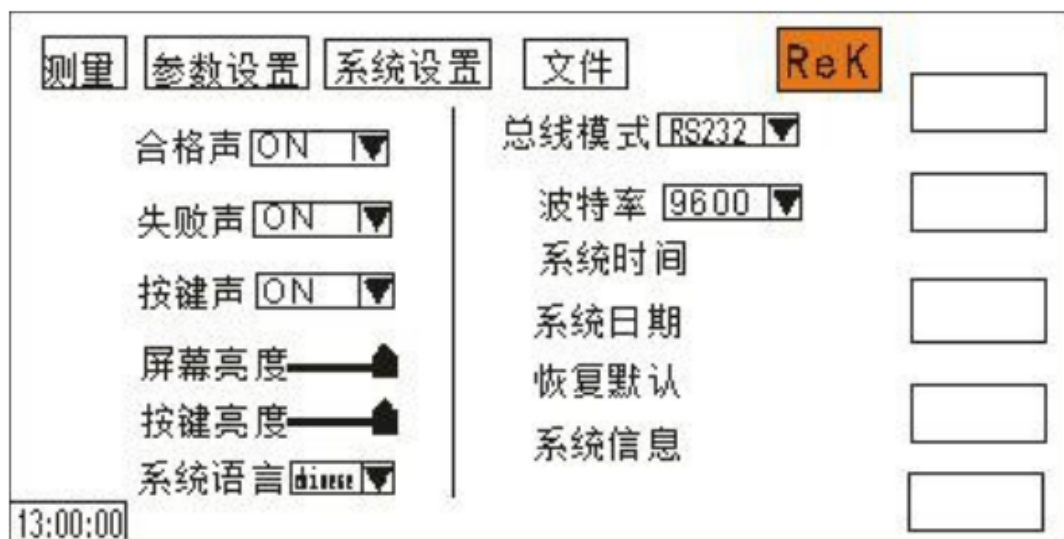 测量 参数设置 系统设置 文件 ReK
合格声 ON
失败声 ON
按键声 ON
屏幕亮度
按键亮度
系统语言 chinese
总线模式 RS232
波特率 9600
系统时间
系统日期
恢复默认
系统信息
13:00:00